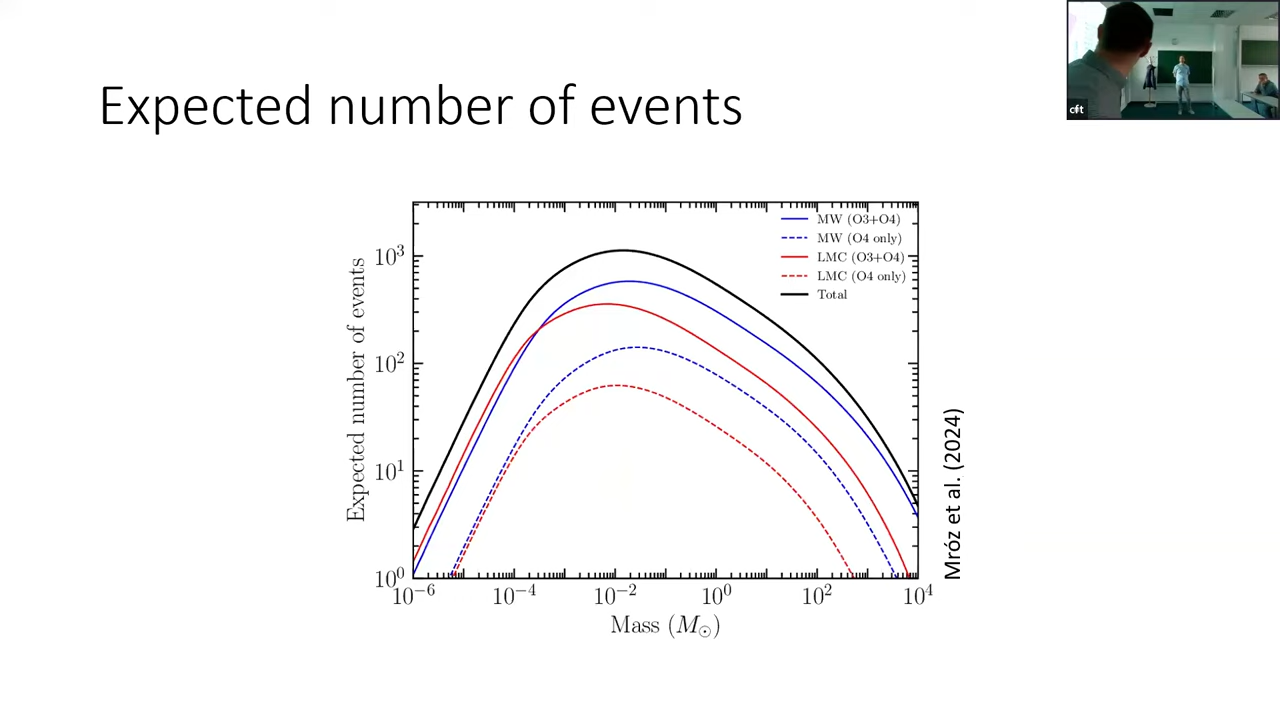 Expected number of events
cft
MW (O3+O4)
MW (O4 only)
LMC (O3+O4)
LMC (O4 only)
Total
Expected number of events
10³
10²
10¹
10⁰
10⁻⁶
10⁻⁴
10⁻²
10⁰
10²
10⁴
Mass (M☉)
Mróz et al. (2024)